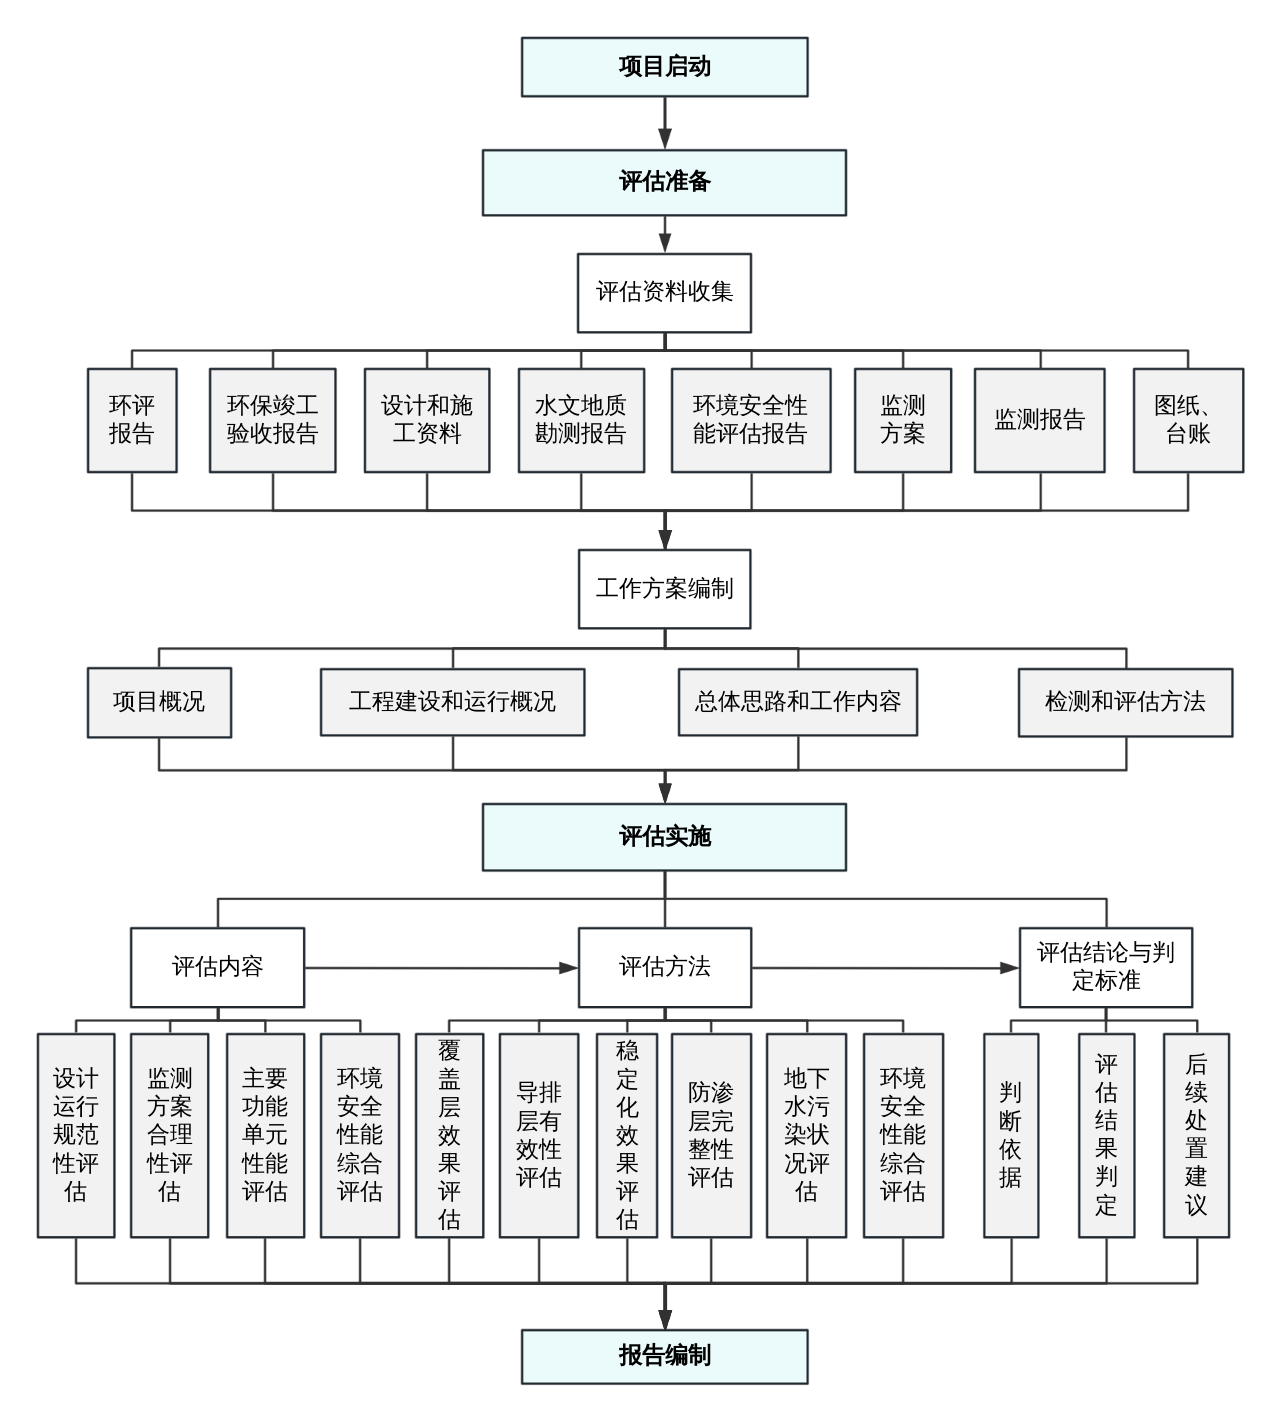 项目启动
评估准备
评估资料收集
环评
报告
环保竣工
验收报告
设计和施
工资料
水文地质
勘测报告
环境安全性
能评估报告
监测
方案
监测报告
图纸、
台账
工作方案编制
项目概况
工程建设和运行概况
总体思路和工作内容
检测和评估方法
评估实施
评估内容
评估方法
评估结论与判
定标准
设计
运行
规范
性评
估
监测
方案
合理
性评
估
主要
功能
单元
性能
评估
环境
安全
性能
综合
评估
覆
盖
层
效
果
评
估
导排
层有
效性
评估
稳
定
化
效
果
评
估
防渗
层完
整性
评估
地下
水污
染状
况评
估
环境
安全
性能
综合
评估
判
断
依
据
评
估
结
果
判
定
后
续
处
置
建
议
报告编制